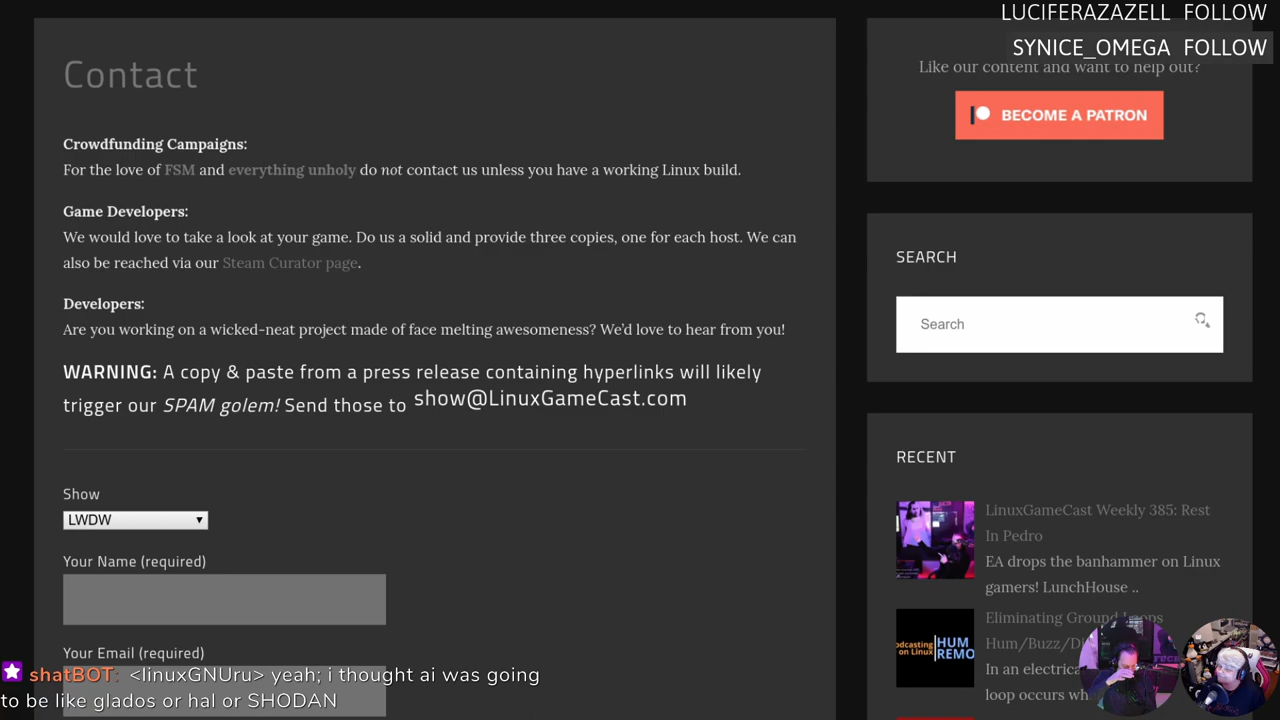 LUCIFERAZAZELL FOLLOW
SYNICE_OMEGA FOLLOW
Contact
Crowdfunding Campaigns:
For the love of FSM and everything unholy do not contact us unless you have a working Linux build.
Game Developers:
We would love to take a look at your game. Do us a solid and provide three copies, one for each host. We can
also be reached via our Steam Curator page.
Developers:
Are you working on a wicked-neat project made of face melting awesomeness? We'd love to hear from you!
WARNING: A copy & paste from a press release containing hyperlinks will likely
trigger our SPAM golem! Send those to show@LinuxGameCast.com
Show
LWDW
Your Name (required)
Your Email (required)
Like our content and want to help out?
BECOME A PATRON
SEARCH
Search
RECENT
LinuxGameCast Weekly 385: Rest
In Pedro
EA drops the banhammer on Linux
gamers! LunchHouse ..
Eliminating Ground Loops
Hum/Buzz/
In an electrical
loop occurs
HUM
REMO
shatBOT: <linuxGNUru> yeah; i thought ai was going
to be like glados or hal or SHODAN